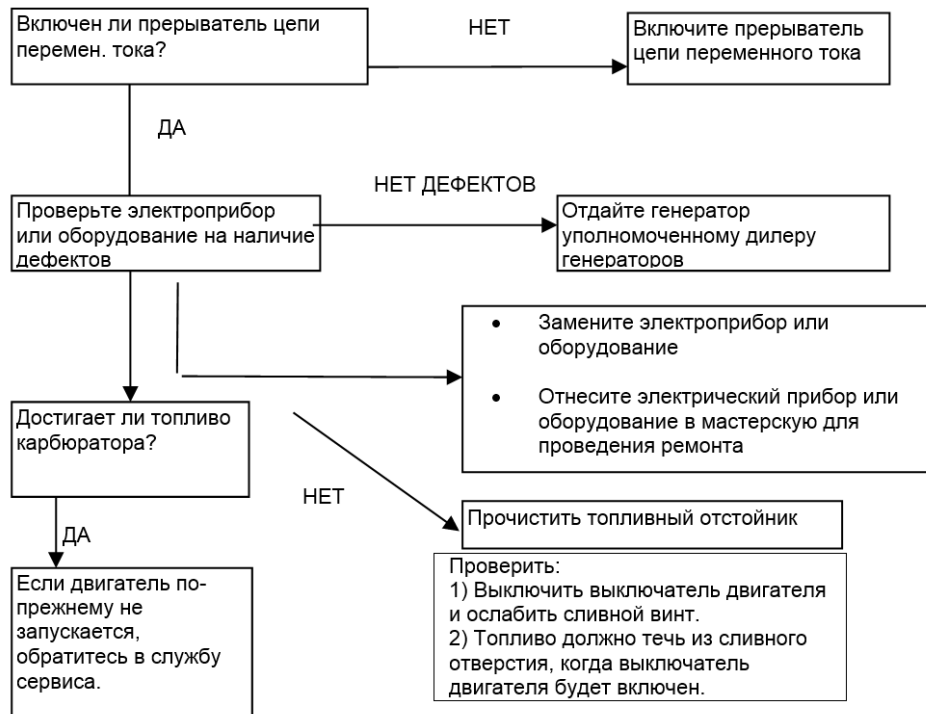 Включен ли прерыватель цепи
перемен. тока?
НЕТ
Включите прерыватель
цепи переменного тока
ДА
Проверьте электроприбор
или оборудование на наличие
дефектов
НЕТ ДЕФЕКТОВ
Отдайте генератор
уполномоченному дилеру
генераторов
• Замените электроприбор или
оборудование
• Отнесите электрический прибор или
оборудование в мастерскую для
проведения ремонта
Достигает ли топливо
карбюратора?
НЕТ
Прочистить топливный отстойник
ДА
Проверить:
1) Выключить выключатель двигателя
и ослабить сливной винт.
2) Топливо должно течь из сливного
отверстия, когда выключатель
двигателя будет включен.
Если двигатель по-
прежнему не
запускается,
обратитесь в службу
сервиса.